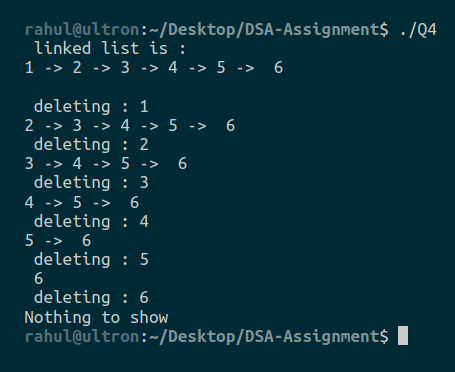 rahul@ultron:~/Desktop/DSA-Assignment$ ./Q4
 linked list is :
1 -> 2 -> 3 -> 4 -> 5 ->  6

 deleting : 1
2 -> 3 -> 4 -> 5 ->  6
 deleting : 2
3 -> 4 -> 5 ->  6
 deleting : 3
4 -> 5 ->  6
 deleting : 4
5 ->  6
 deleting : 5
 6
 deleting : 6
Nothing to show
rahul@ultron:~/Desktop/DSA-Assignment$